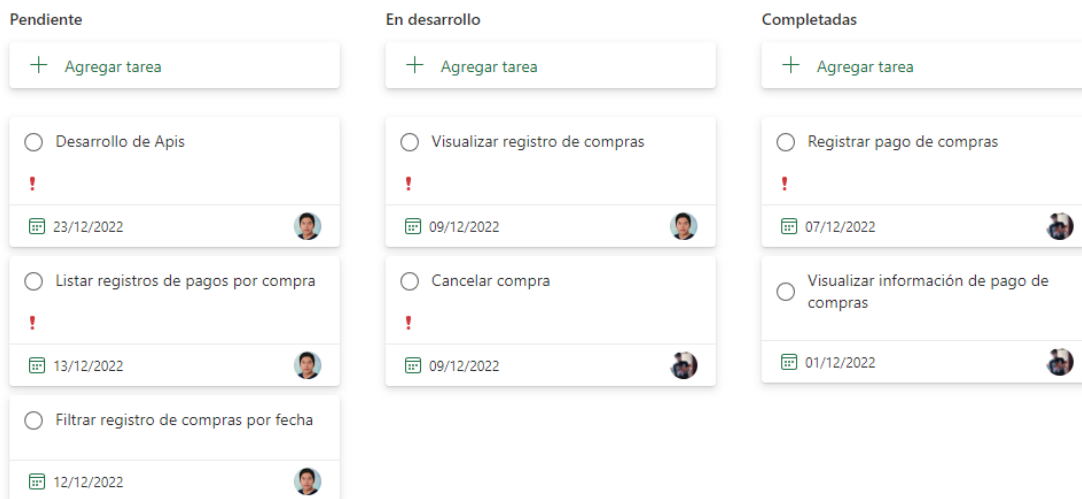 Pendiente
Agregar tarea
Desarrollo de Apis
23/12/2022
Listar registros de pagos por compra
13/12/2022
Filtrar registro de compras por fecha
12/12/2022
En desarrollo
Agregar tarea
Visualizar registro de compras
09/12/2022
Cancelar compra
09/12/2022
Completadas
Agregar tarea
Registrar pago de compras
07/12/2022
Visualizar información de pago de
compras
01/12/2022